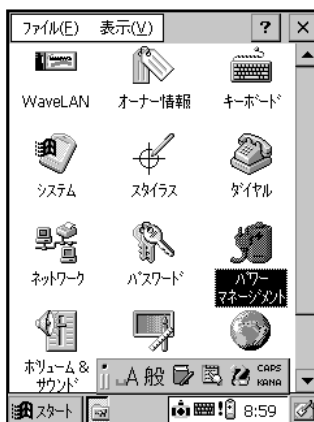 ファイル(F) 表示(V) ? ×
WaveLAN オーナー情報 キーボード
システム スタイラス ダイヤル
ネットワーク パスワード パワー
マネージメント
ボリューム &
サウンド
A 般 CAPS
KANA
スタート 8:59